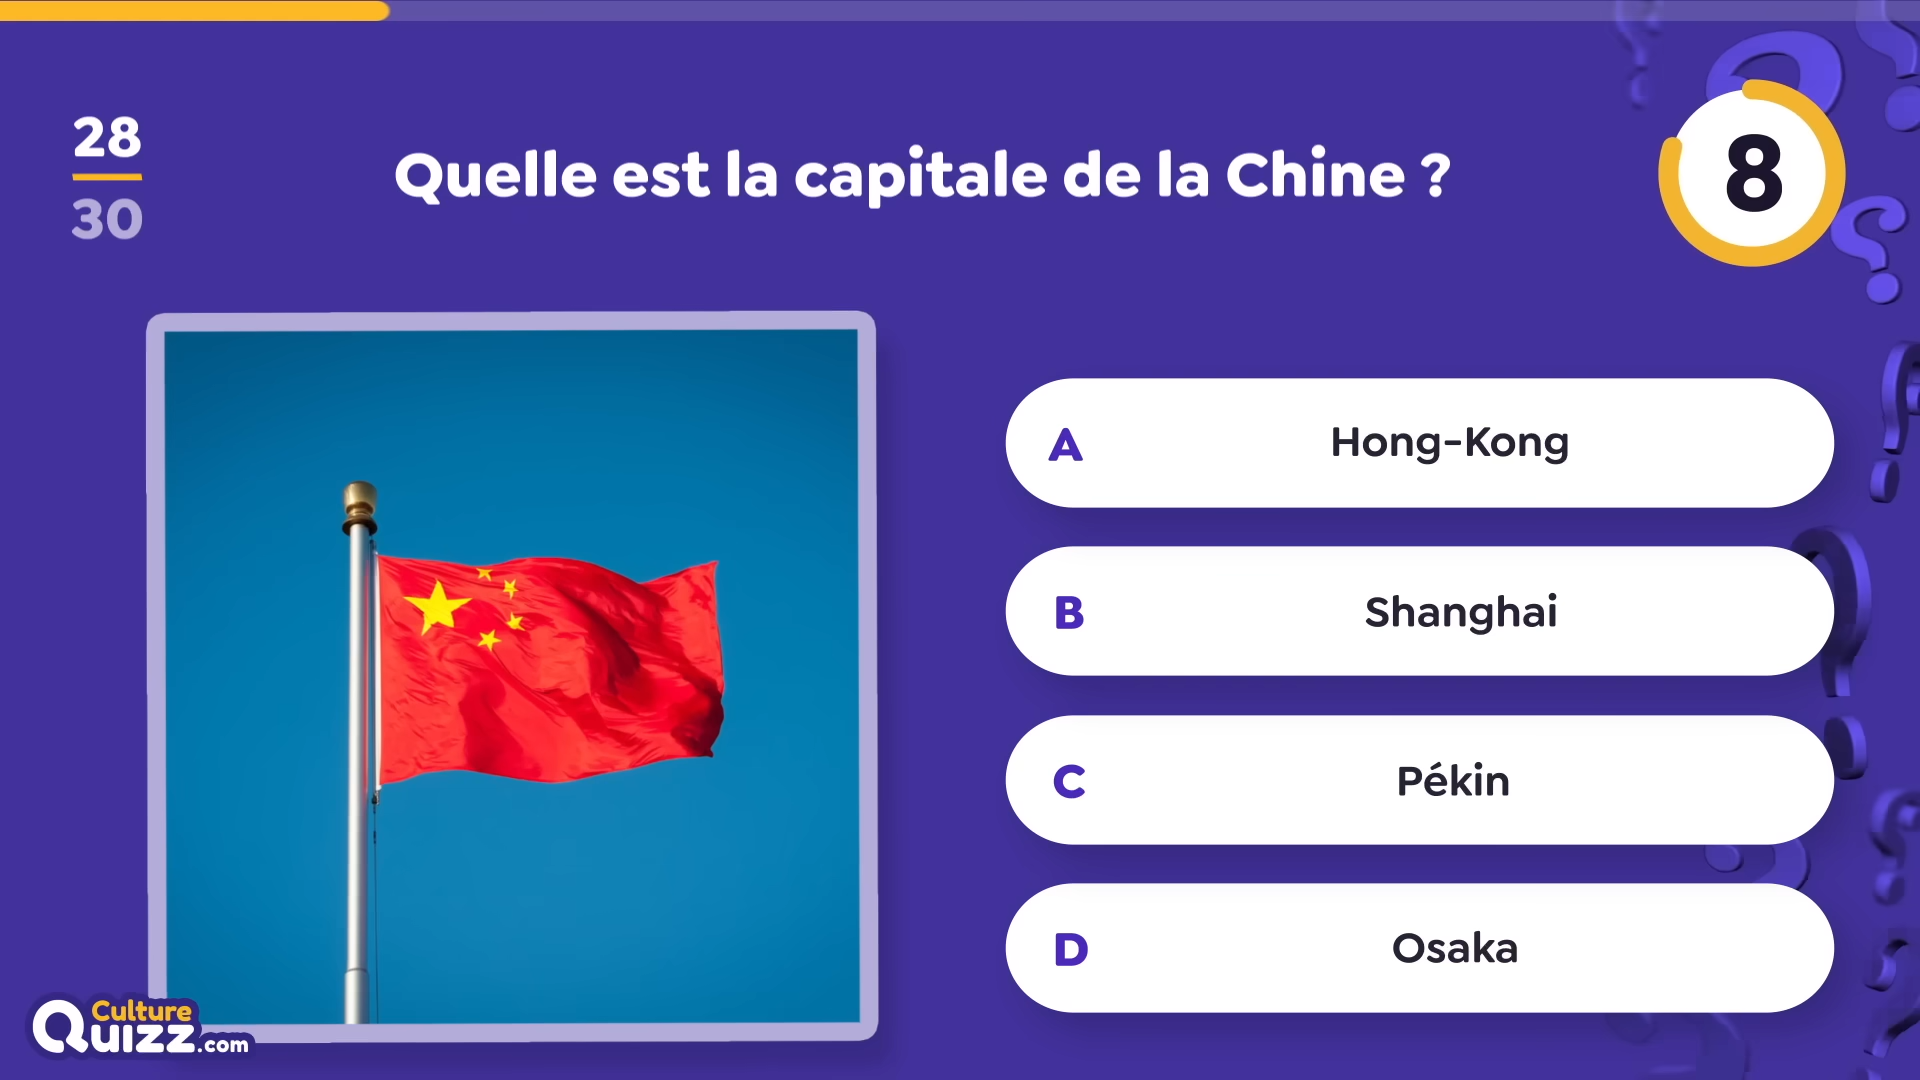 28
30
Quelle est la capitale de la Chine ?
8
A Hong-Kong
B Shanghai
C Pékin
D Osaka
Culture
Quizz.com